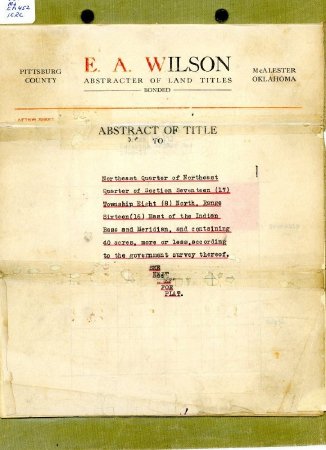 E. A. WILSON
PITTSBURG
COUNTY
ABSTRACTER OF LAND TITLES
BONDED
McALESTER
OKLAHOMA
ABSTRACT OF TITLE
TO
Northeast Quarter of Northeast
Quarter of Section Seventeen (17)
Township Eight (8) North, Range
Sixteen(16) East of the Indian
Base and Meridian, and containing
40 acres, more or less,according
to the government survey thereof.
SEE
NEXT
FOR
PLAT.